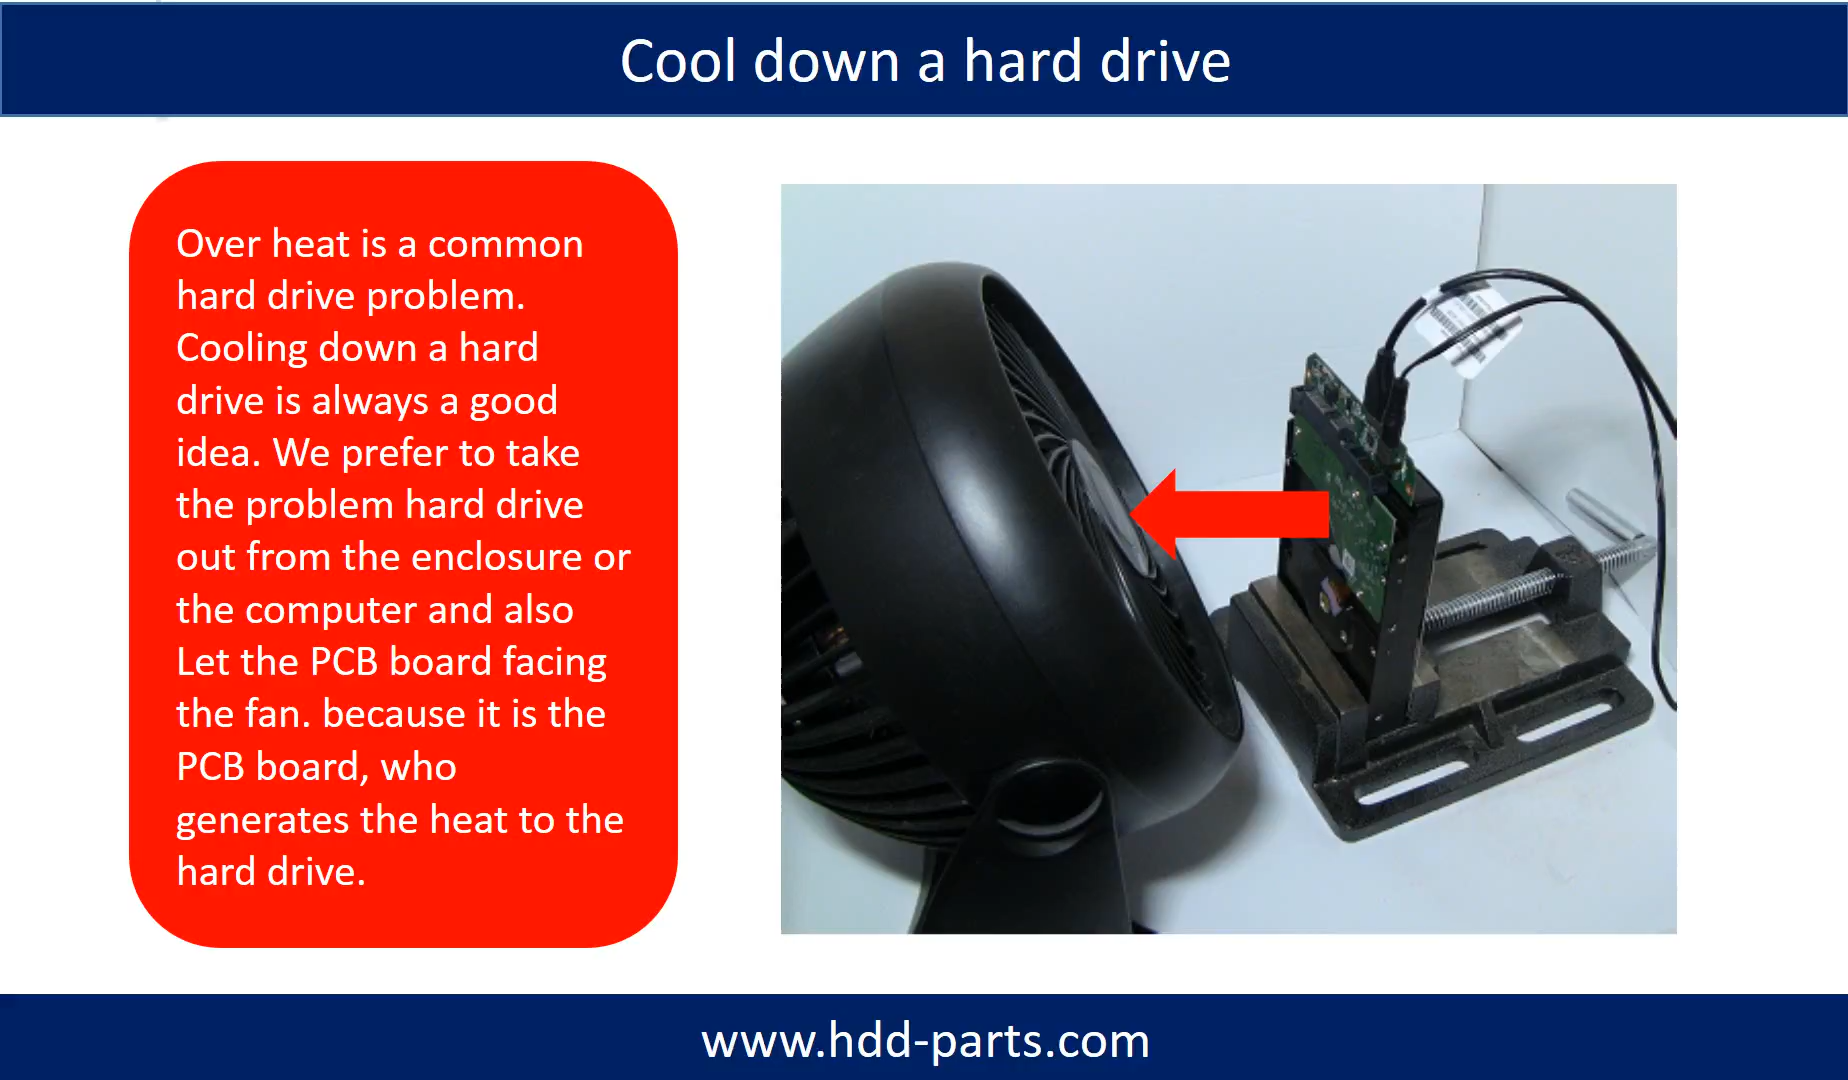 Cool down a hard drive
Over heat is a common
hard drive problem.
Cooling down a hard
drive is always a good
idea. We prefer to take
the problem hard drive
out from the enclosure or
the computer and also
Let the PCB board facing
the fan. because it is the
PCB board, who
generates the heat to the
hard drive.
www.hdd-parts.com